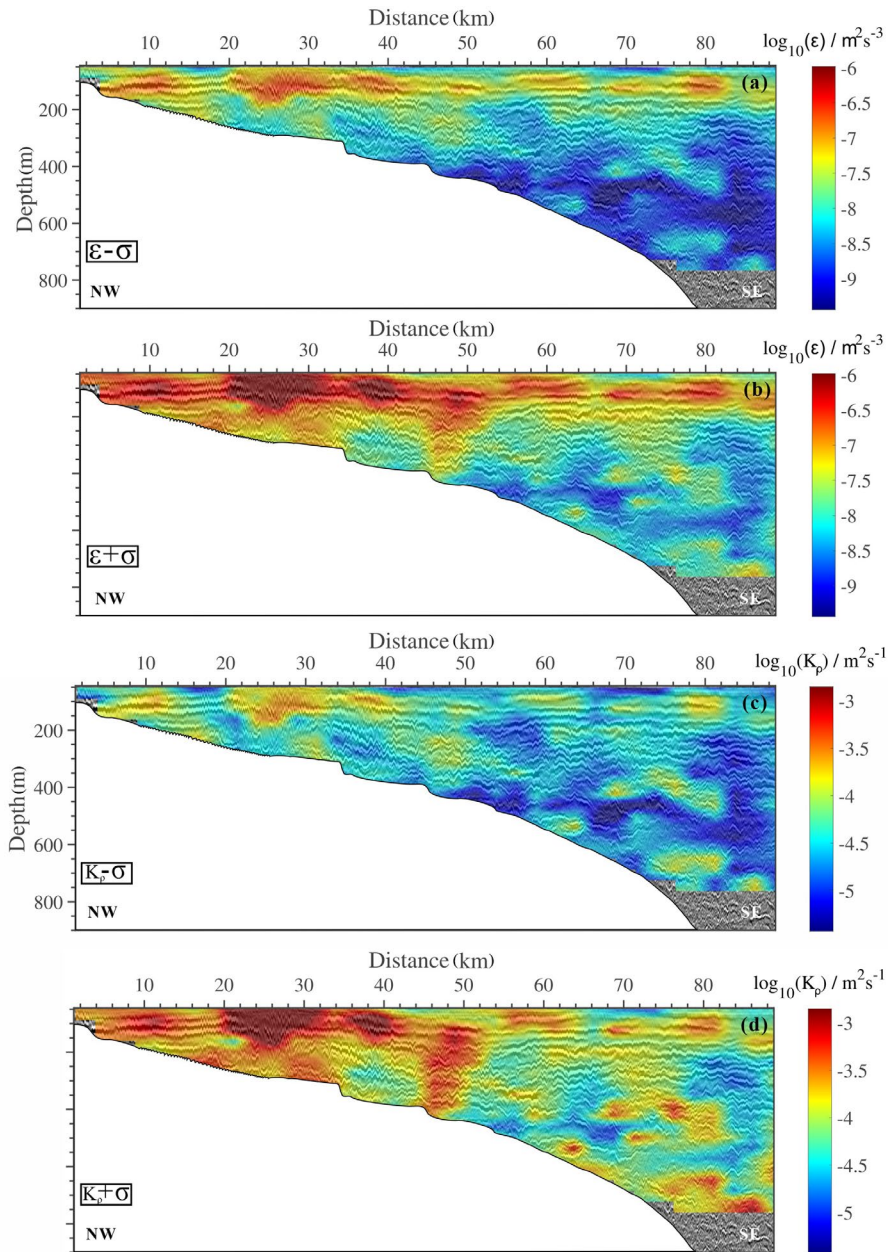 Distance (km)
log10(ε) / m²s⁻³
10 20 30 40 50 60 70 80
(a)
-6
-6.5
200
-7
400
-7.5
Depth(m)
-8
600
-8.5
ε-σ
800
-9
NW
SE
Distance (km)
log10(ε) / m²s⁻³
10 20 30 40 50 60 70 80
(b)
-6
-6.5
-7
-7.5
-8
-8.5
ε+σ
-9
NW
SE
Distance (km)
log10(Kρ) / m²s⁻¹
10 20 30 40 50 60 70 80
(c)
-3
200
-3.5
400
-4
Depth(m)
600
-4.5
Kρ-σ
800
-5
NW
SE
Distance (km)
log10(Kρ) / m²s⁻¹
10 20 30 40 50 60 70 80
(d)
-3
-3.5
-4
-4.5
Kρ+σ
-5
NW
SE